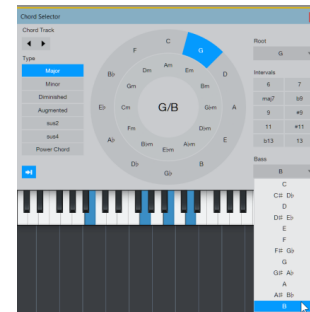 Chord Selector
Chord Track
Type
Major
Minor
Diminished
Augmented
sus2
sus4
Power Chord
C
G
D
A
E
B
G♭
D♭
A♭
E♭
B♭
F
Am
Em
Bm
G♭m
D♭m
A♭m
E♭m
B♭m
Fm
Cm
Gm
Dm
G/B
Root
G
Intervals
6 7
maj7 b9
9 #9
11 #11
b13 13
Bass
B
C
C# D♭
D
D# E♭
E
F
F# G♭
G
G# A♭
A
A# B♭
B